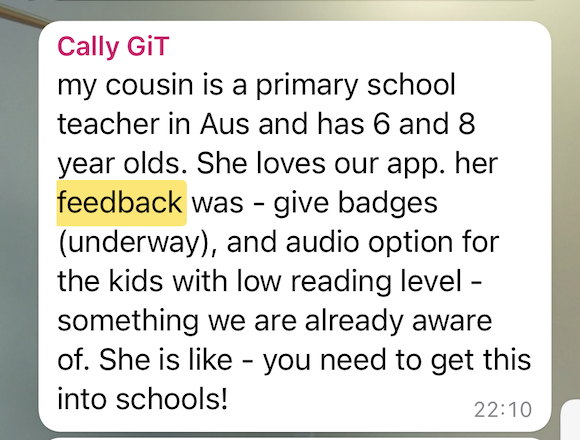 Cally GiT
my cousin is a primary school
teacher in Aus and has 6 and 8
year olds. She loves our app. her
feedback was - give badges
(underway), and audio option for
the kids with low reading level -
something we are already aware
of. She is like - you need to get this
into schools!
22:10